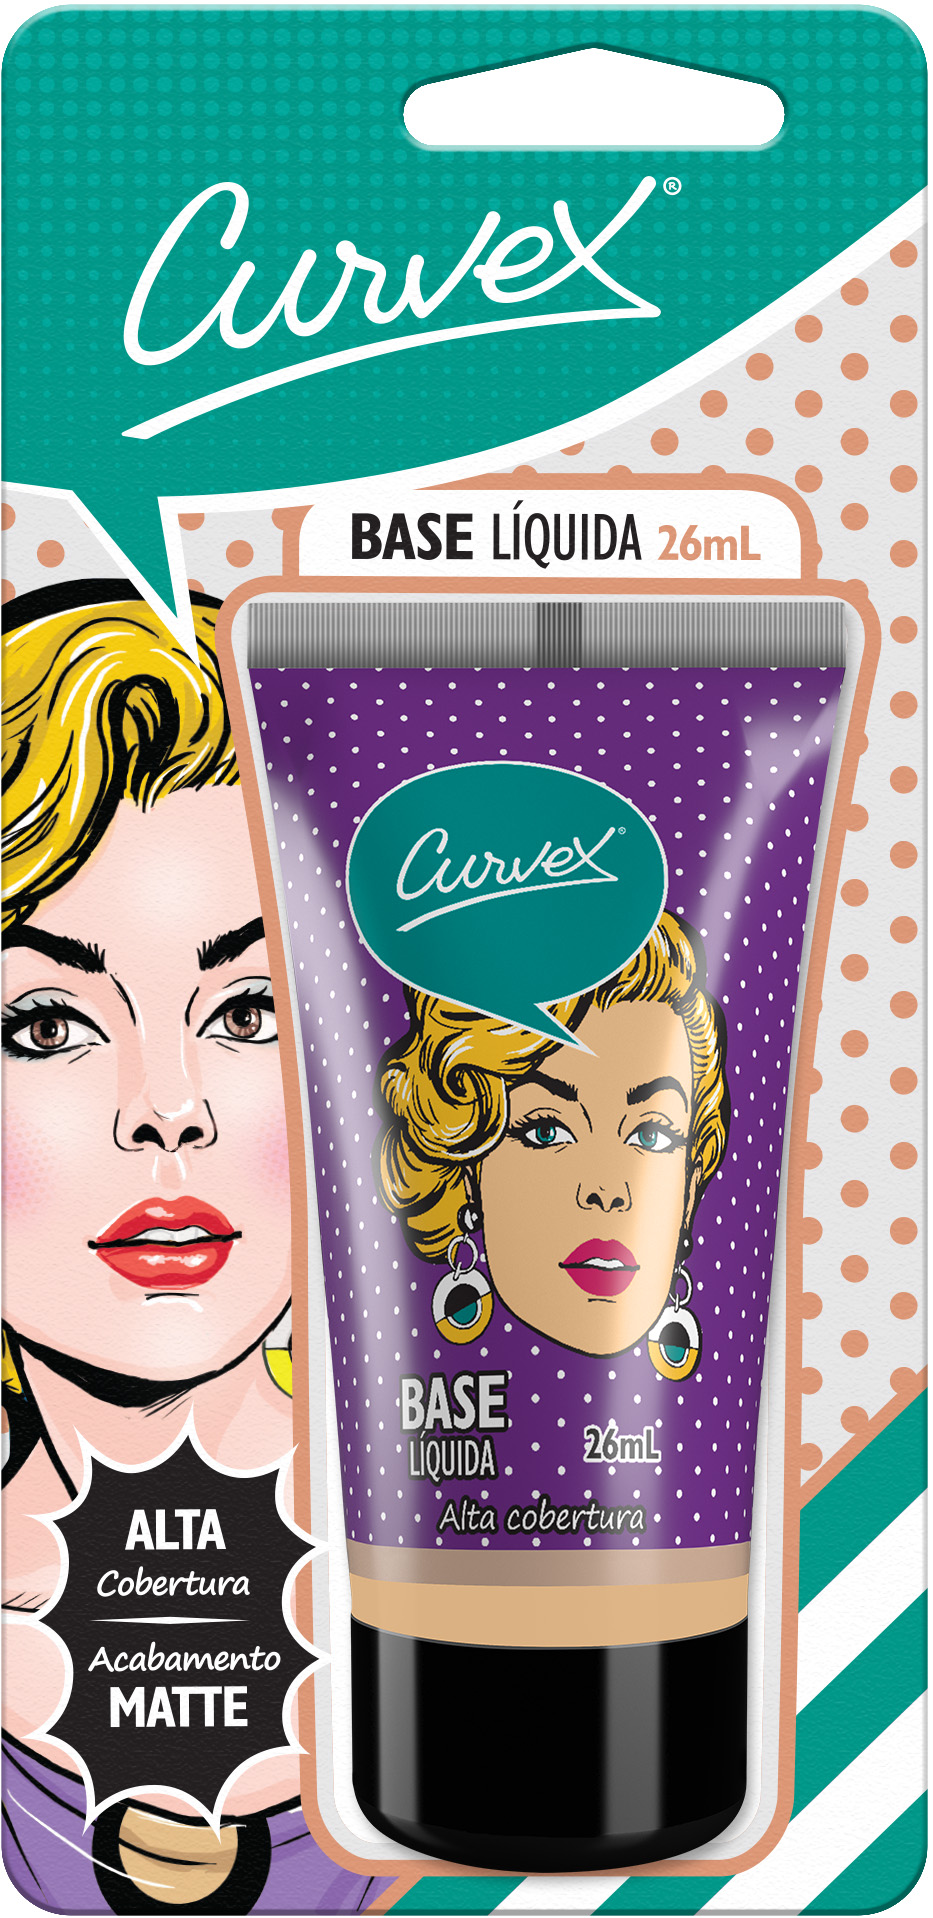 Curvex®
BASE LÍQUIDA 26mL
Curvex®
BASE
LÍQUIDA
26mL
Alta cobertura
ALTA
Cobertura
Acabamento
MATTE